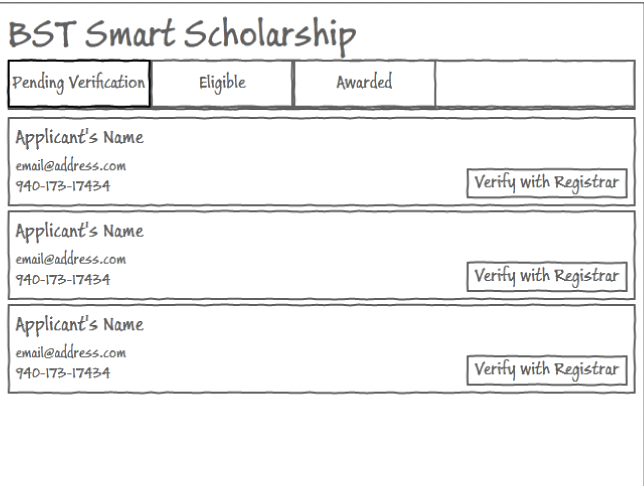 BST Smart Scholarship
Pending Verification Eligible Awarded
Applicant's Name
email@address.com
940-173-17434
Verify with Registrar
Applicant's Name
email@address.com
940-173-17434
Verify with Registrar
Applicant's Name
email@address.com
940-173-17434
Verify with Registrar